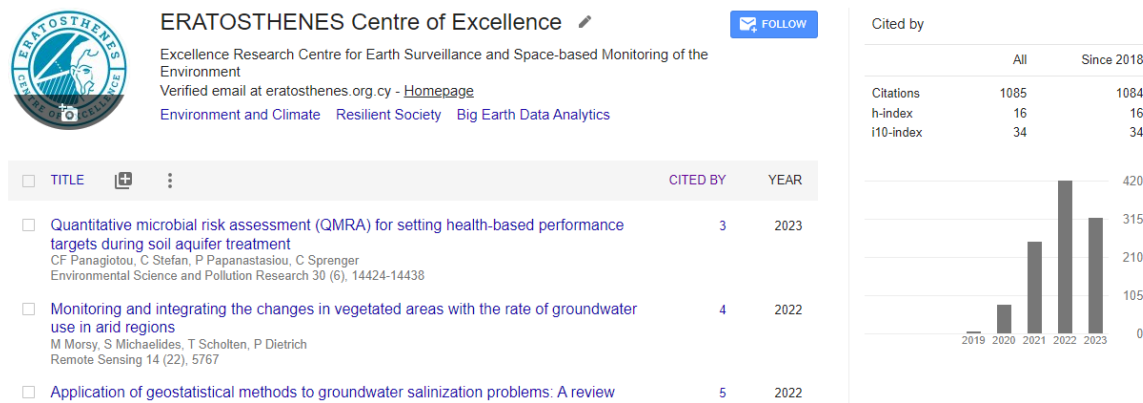 ERATOSTHENES
CENTRE OF EXCELLENCE
ERATOSTHENES Centre of Excellence
FOLLOW
Excellence Research Centre for Earth Surveillance and Space-based Monitoring of the
Environment
Verified email at eratosthenes.org.cy - Homepage
Environment and Climate Resilient Society Big Earth Data Analytics
TITLE CITED BY YEAR
Quantitative microbial risk assessment (QMRA) for setting health-based performance 3 2023
targets during soil aquifer treatment
CF Panagiotou, C Stefan, P Papanastasiou, C Sprenger
Environmental Science and Pollution Research 30 (6), 14424-14438
Monitoring and integrating the changes in vegetated areas with the rate of groundwater 4 2022
use in arid regions
M Morsy, S Michaelides, T Scholten, P Dietrich
Remote Sensing 14 (22), 5767
Application of geostatistical methods to groundwater salinization problems: A review 5 2022
Cited by
All Since 2018
Citations 1085 1084
h-index 16 16
i10-index 34 34
420
315
210
105
0
2019 2020 2021 2022 2023